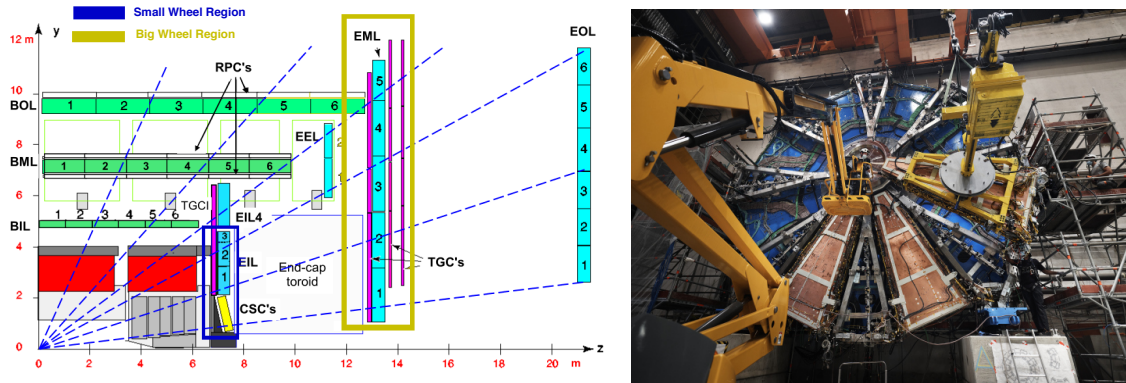 Small Wheel Region
Big Wheel Region
12 m
y
EML
EOL
RPC's
10
BOL
1 2 3 4 5 6
5
6
5
4
3
2
1
8
EEL
2
1
4
BML
1 2 3 4 5 6
3
6
TGCI
EIL4
1 2 3 4 5 6
BIL
4
3
EIL
2
1
End-cap
toroid
2
TGC's
2
CSC's
1
0
z
0 2 4 6 8 10 12 14 16 18 20 m